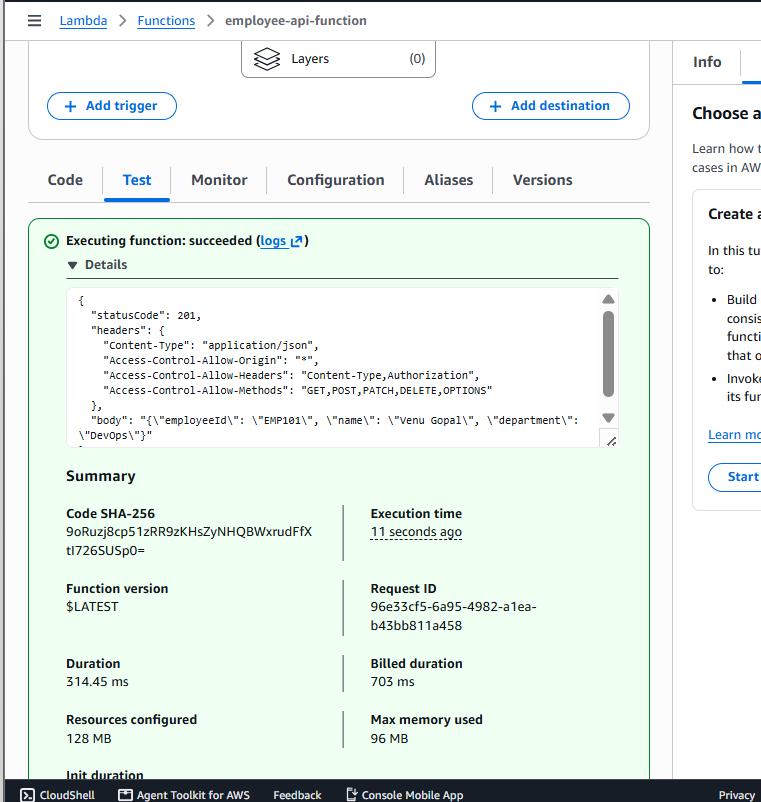 Lambda > Functions > employee-api-function
Layers (0)
Info
+ Add trigger
+ Add destination
Choose a
Learn how t
cases in AW
Code Test Monitor Configuration Aliases Versions
Create a
In this tu
to:
• Build
consis
functi
that o
• Invoke
its fun
Learn mo
Start
Executing function: succeeded (logs)
Details
{
"statusCode": 201,
"headers": {
"Content-Type": "application/json",
"Access-Control-Allow-Origin": "*",
"Access-Control-Allow-Headers": "Content-Type,Authorization",
"Access-Control-Allow-Methods": "GET,POST,PATCH,DELETE,OPTIONS"
},
"body": "{\"employeeId\": \"EMP101\", \"name\": \"Venu Gopal\", \"department\":
\"DevOps\"}"
Summary
Code SHA-256
9oRuzj8cp51zRR9zKHsZyNHQBWxrudFfX
tI726SUSp0=
Execution time
11 seconds ago
Function version
$LATEST
Request ID
96e33cf5-6a95-4982-a1ea-
b43bb811a458
Duration
314.45 ms
Billed duration
703 ms
Resources configured
128 MB
Max memory used
96 MB
Init duration
CloudShell Agent Toolkit for AWS Feedback Console Mobile App Privacy